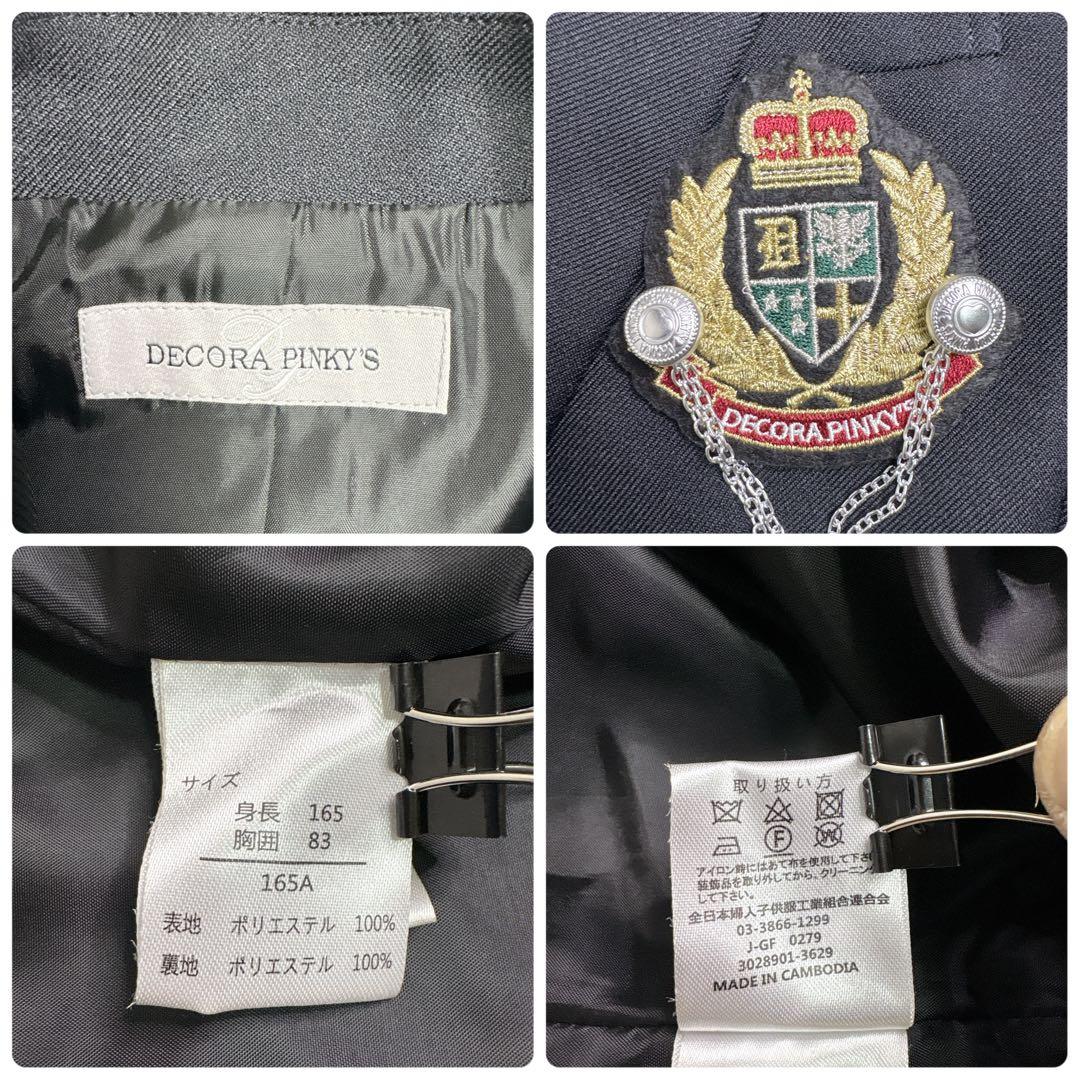 DECORA PINKY'S
D
DECORA PINKY'S
サイズ
身長 165
胸囲 83
165A
表地 ポリエステル 100%
裏地 ポリエステル 100%
取り扱い方
F
W
アイロン時にはあて布を使用して下さい
装飾品を取り外してから、クリーニング
して下さい。
全日本婦人子供服工業組合連合会
03-3866-1299
J-GF 0279
3028901-3629
MADE IN CAMBODIA